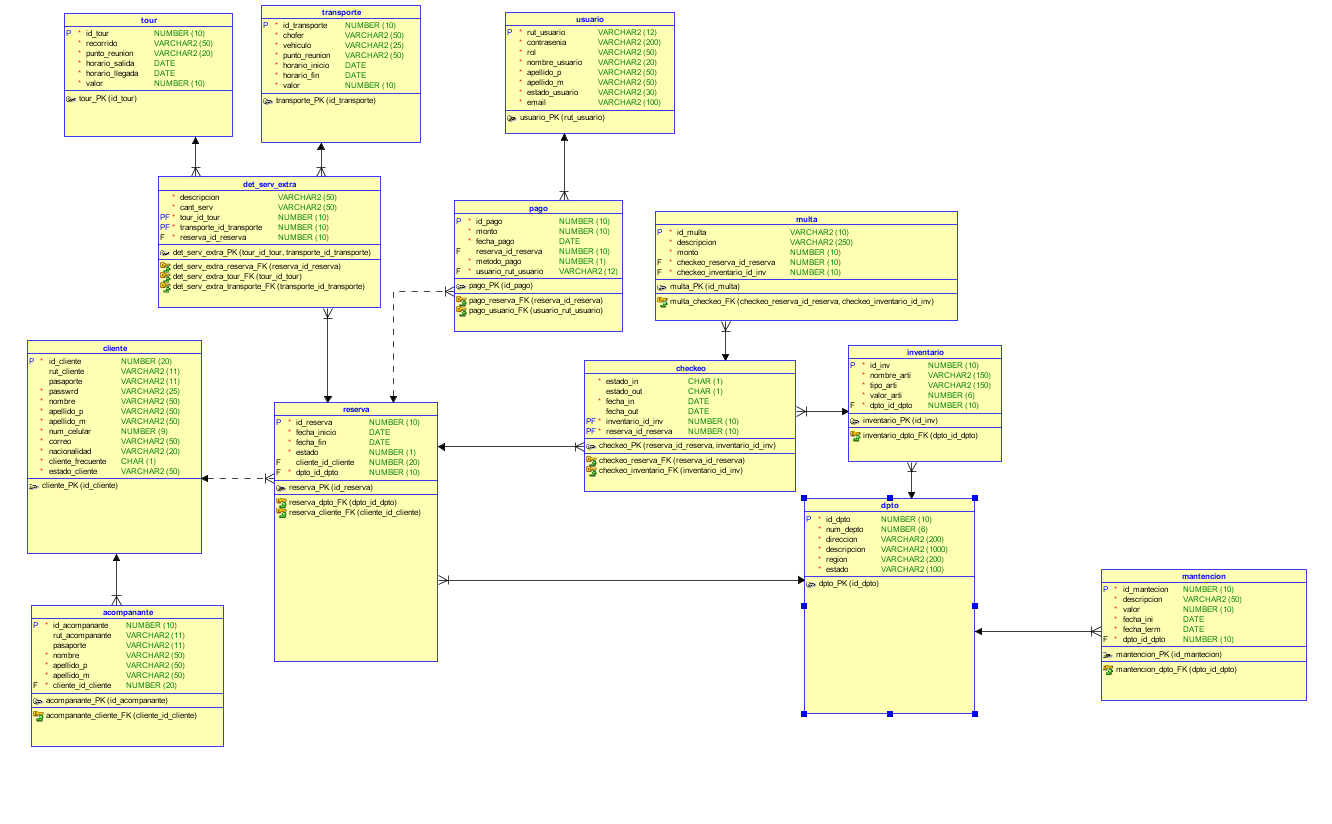 tour
P * id_tour NUMBER (10)
* recorrido VARCHAR2 (50)
* punto_reunion VARCHAR2 (20)
* horario_salida DATE
* horario_llegada DATE
* valor NUMBER (10)
tour_PK (id_tour)
transporte
P * id_transporte NUMBER (10)
* chofer VARCHAR2 (50)
* vehiculo VARCHAR2 (25)
* punto_reunion VARCHAR2 (50)
* horario_inicio DATE
* horario_fin DATE
* valor NUMBER (10)
transporte_PK (id_transporte)
usuario
P * rut_usuario VARCHAR2 (12)
* contrasenia VARCHAR2 (200)
* rol VARCHAR2 (50)
* nombre_usuario VARCHAR2 (20)
* apellido_p VARCHAR2 (50)
* apellido_m VARCHAR2 (50)
* estado_usuario VARCHAR2 (30)
* email VARCHAR2 (100)
usuario_PK (rut_usuario)
det_serv_extra
* descripcion VARCHAR2 (50)
* cant_serv VARCHAR2 (50)
PF * tour_id_tour NUMBER (10)
PF * transporte_id_transporte NUMBER (10)
F * reserva_id_reserva NUMBER (10)
det_serv_extra_PK (tour_id_tour, transporte_id_transporte)
det_serv_extra_reserva_FK (reserva_id_reserva)
det_serv_extra_tour_FK (tour_id_tour)
det_serv_extra_transporte_FK (transporte_id_transporte)
pago
P * id_pago NUMBER (10)
* monto NUMBER (10)
* fecha_pago DATE
F reserva_id_reserva NUMBER (10)
* metodo_pago NUMBER (1)
F * usuario_rut_usuario VARCHAR2 (12)
pago_PK (id_pago)
pago_reserva_FK (reserva_id_reserva)
pago_usuario_FK (usuario_rut_usuario)
multa
P * id_multa VARCHAR2 (10)
* descripcion VARCHAR2 (250)
* monto NUMBER (10)
F * checkeo_reserva_id_reserva NUMBER (10)
F * checkeo_inventario_id_inv NUMBER (10)
multa_PK (id_multa)
multa_checkeo_FK (checkeo_reserva_id_reserva, checkeo_inventario_id_inv)
cliente
P * id_cliente NUMBER (20)
rut_cliente VARCHAR2 (11)
pasaporte VARCHAR2 (11)
* passwrd VARCHAR2 (25)
* nombre VARCHAR2 (50)
* apellido_p VARCHAR2 (50)
* apellido_m VARCHAR2 (50)
* num_celular NUMBER (9)
* correo VARCHAR2 (50)
* nacionalidad VARCHAR2 (20)
* cliente_frecuente CHAR (1)
* estado_cliente VARCHAR2 (50)
cliente_PK (id_cliente)
reserva
P * id_reserva NUMBER (10)
* fecha_inicio DATE
* fecha_fin DATE
* estado NUMBER (1)
F cliente_id_cliente NUMBER (20)
F * dpto_id_dpto NUMBER (10)
reserva_PK (id_reserva)
reserva_dpto_FK (dpto_id_dpto)
reserva_cliente_FK (cliente_id_cliente)
checkeo
* estado_in CHAR (1)
estado_out CHAR (1)
* fecha_in DATE
fecha_out DATE
PF * inventario_id_inv NUMBER (10)
PF * reserva_id_reserva NUMBER (10)
checkeo_PK (reserva_id_reserva, inventario_id_inv)
checkeo_reserva_FK (reserva_id_reserva)
checkeo_inventario_FK (inventario_id_inv)
inventario
P * id_inv NUMBER (10)
* nombre_arti VARCHAR2 (150)
* tipo_arti VARCHAR2 (150)
* valor_arti NUMBER (6)
F * dpto_id_dpto NUMBER (10)
inventario_PK (id_inv)
inventario_dpto_FK (dpto_id_dpto)
dpto
P * id_dpto NUMBER (10)
* num_depto NUMBER (6)
* direccion VARCHAR2 (200)
* descripcion VARCHAR2 (1000)
* region VARCHAR2 (200)
* estado VARCHAR2 (100)
dpto_PK (id_dpto)
mantencion
P * id_mantecion NUMBER (10)
* descripcion VARCHAR2 (50)
* valor NUMBER (10)
* fecha_ini DATE
* fecha_term DATE
F * dpto_id_dpto NUMBER (10)
mantencion_PK (id_mantecion)
mantencion_dpto_FK (dpto_id_dpto)
acompanante
P * id_acompanante NUMBER (10)
rut_acompanante VARCHAR2 (11)
pasaporte VARCHAR2 (11)
* nombre VARCHAR2 (50)
* apellido_p VARCHAR2 (50)
* apellido_m VARCHAR2 (50)
F * cliente_id_cliente NUMBER (20)
acompanante_PK (id_acompanante)
acompanante_cliente_FK (cliente_id_cliente)